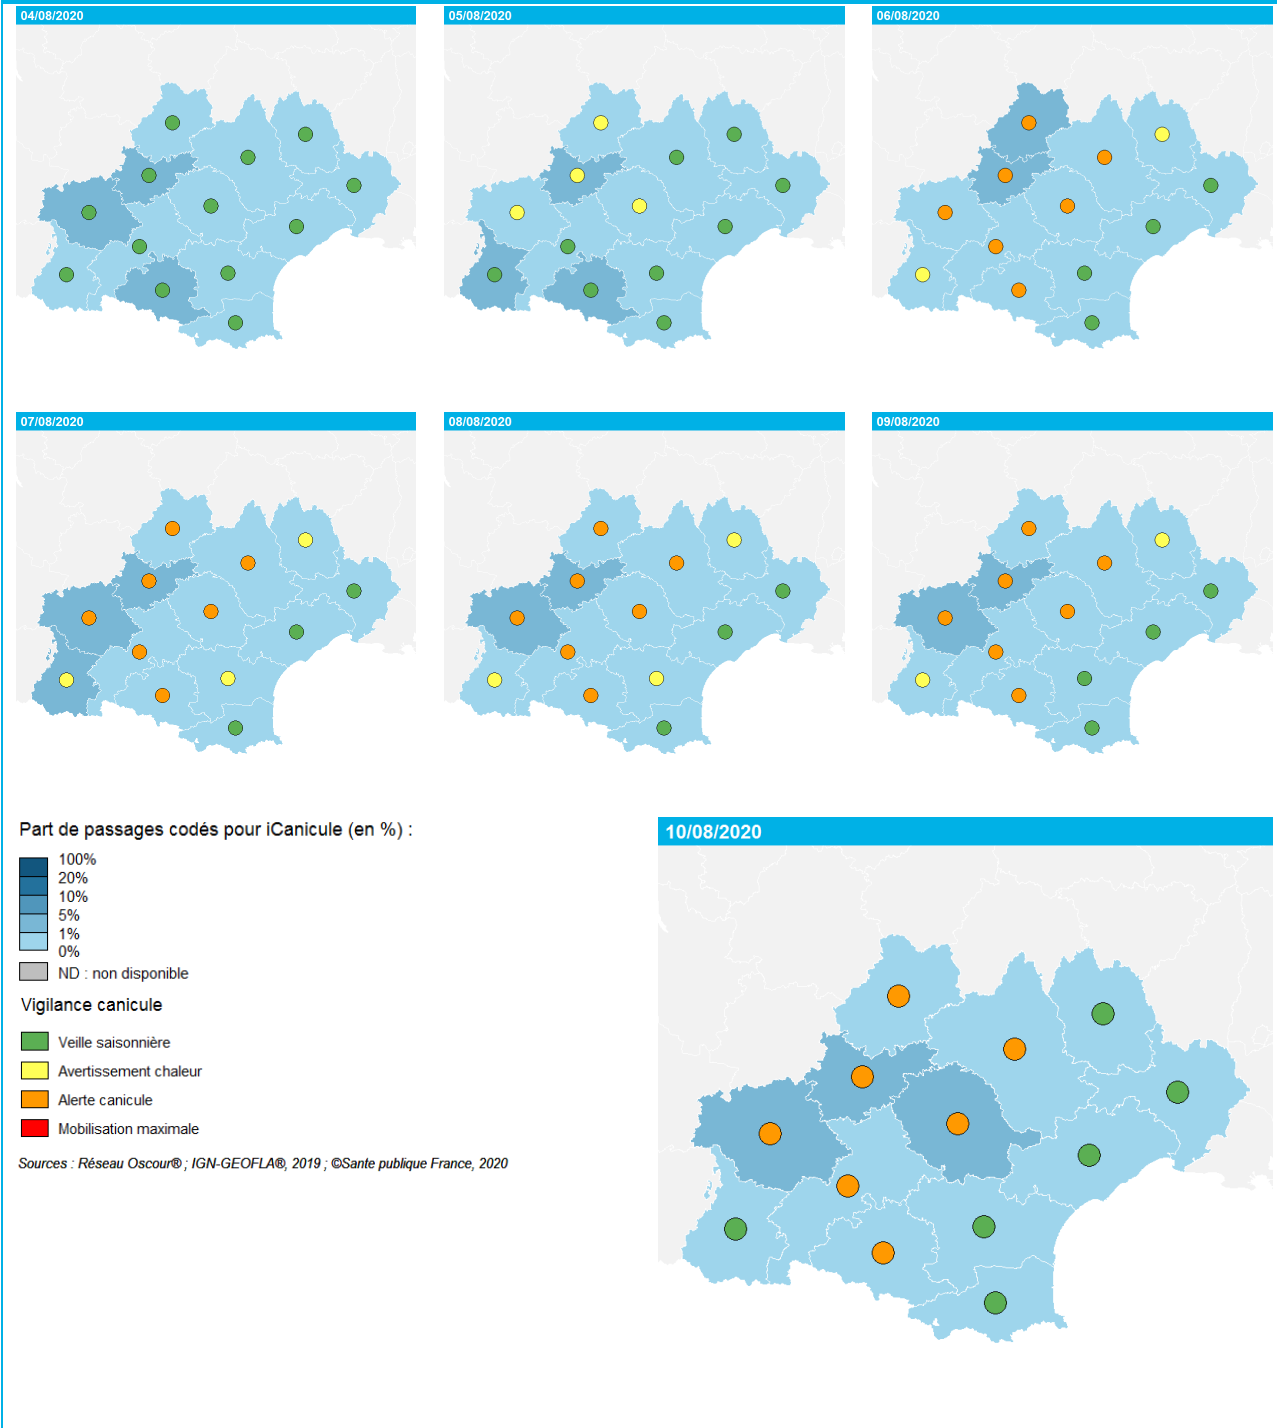 04/08/2020
05/08/2020
06/08/2020
07/08/2020
08/08/2020
09/08/2020
Part de passages codés pour iCanicule (en %) :
100%
20%
10%
5%
1%
0%
ND : non disponible
Vigilance canicule
Veille saisonnière
Avertissement chaleur
Alerte canicule
Mobilisation maximale
Sources : Réseau Oscour® ; IGN-GEOFLA®, 2019 ; ©Sante publique France, 2020
10/08/2020